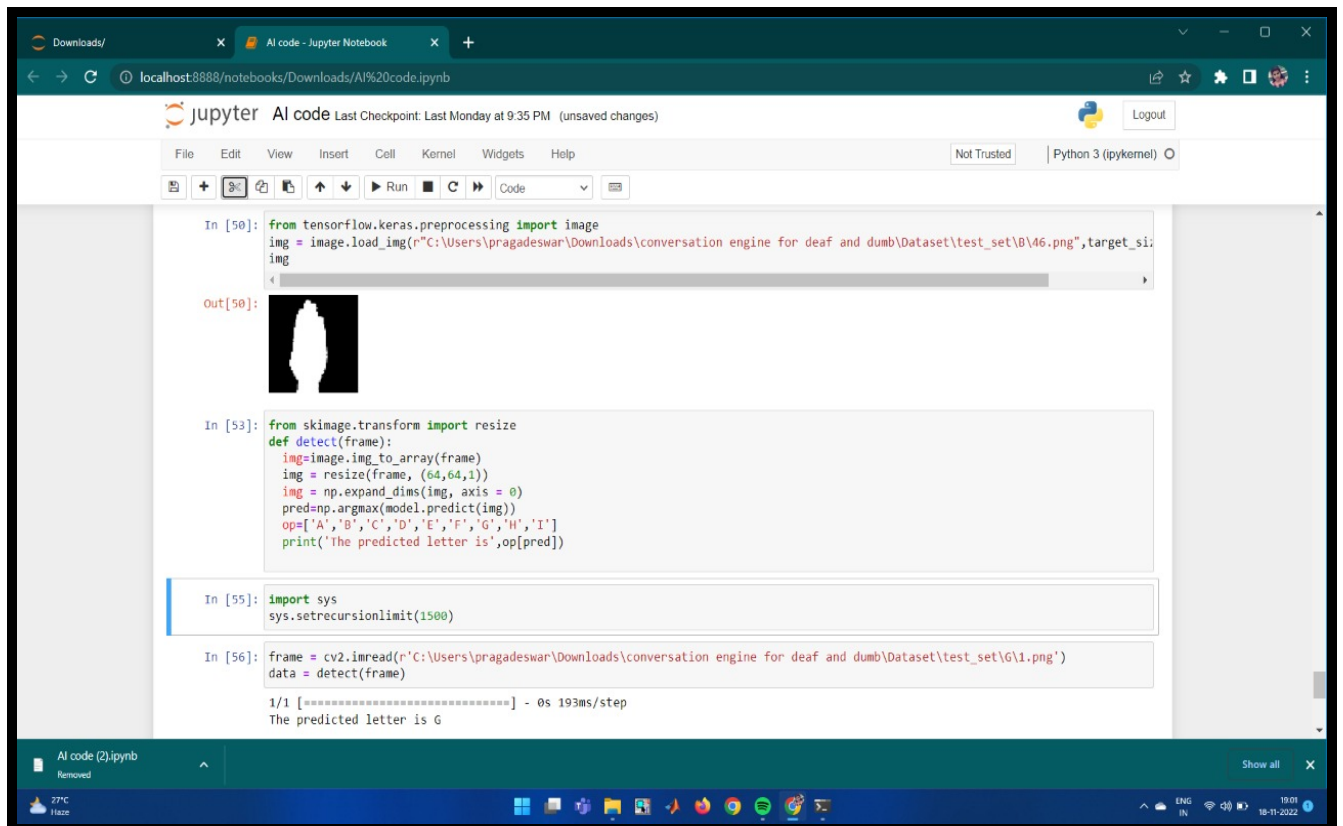 Downloads/
AI code - Jupyter Notebook
localhost:8888/notebooks/Downloads/AI%20code.ipynb
jupyter AI code Last Checkpoint: Last Monday at 9:35 PM (unsaved changes)
Logout
File Edit View Insert Cell Kernel Widgets Help
Not Trusted
Python 3 (ipykernel)
Run
Code
In [50]: from tensorflow.keras.preprocessing import image
img = image.load_img(r"C:\Users\pragadeswar\Downloads\conversation engine for deaf and dumb\Dataset\test_set\B\46.png",target_si
img
Out[50]:
In [53]: from skimage.transform import resize
def detect(frame):
img=image.img_to_array(frame)
img = resize(frame, (64,64,1))
img = np.expand_dims(img, axis = 0)
pred=np.argmax(model.predict(img))
op=['A','B','C','D','E','F','G','H','I']
print('The predicted letter is',op[pred])
In [55]: import sys
sys.setrecursionlimit(1500)
In [56]: frame = cv2.imread(r'C:\Users\pragadeswar\Downloads\conversation engine for deaf and dumb\Dataset\test_set\G\1.png')
data = detect(frame)
1/1 [==============================] - 0s 193ms/step
The predicted letter is G
AI code (2).ipynb
Removed
Show all
27°C
Haze
ENG
IN
19:01
18-11-2022
1